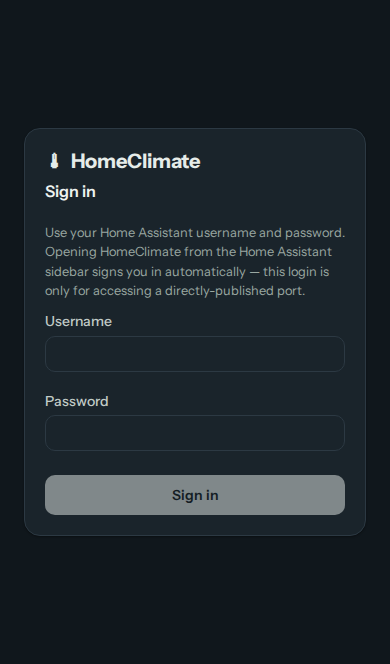 HomeClimate
Sign in
Use your Home Assistant username and password.
Opening HomeClimate from the Home Assistant
sidebar signs you in automatically — this login is
only for accessing a directly-published port.
Username
Password
Sign in